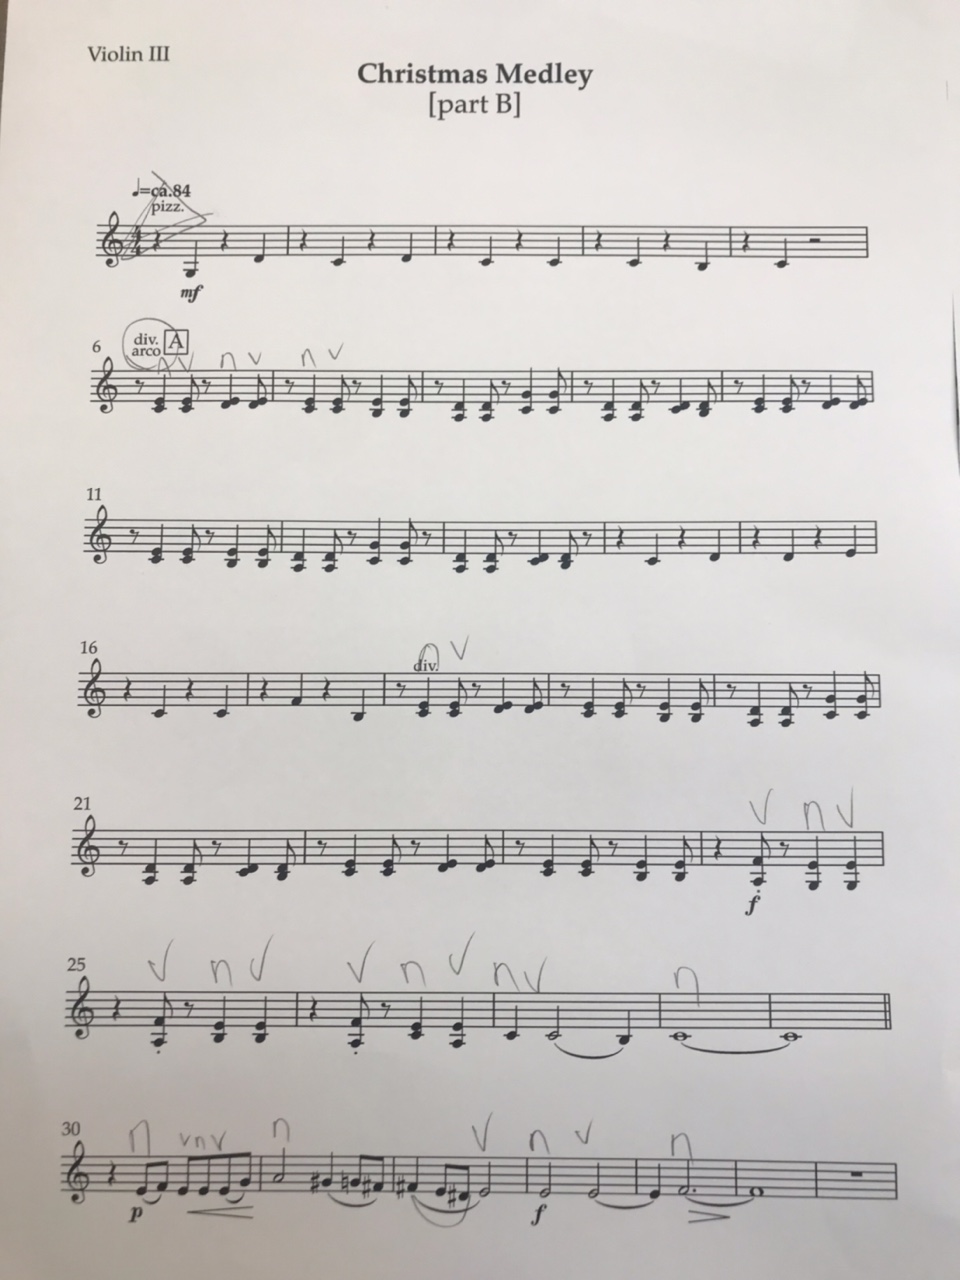 Violin III
Christmas Medley
[part B]
♩=ca.84
pizz.
mf
6
div.
arco
A
n v n v n v
11
16
div.
n v
21
v n v
f
25
v n v v n v n v n
30
n v n v n v n v n
p
f